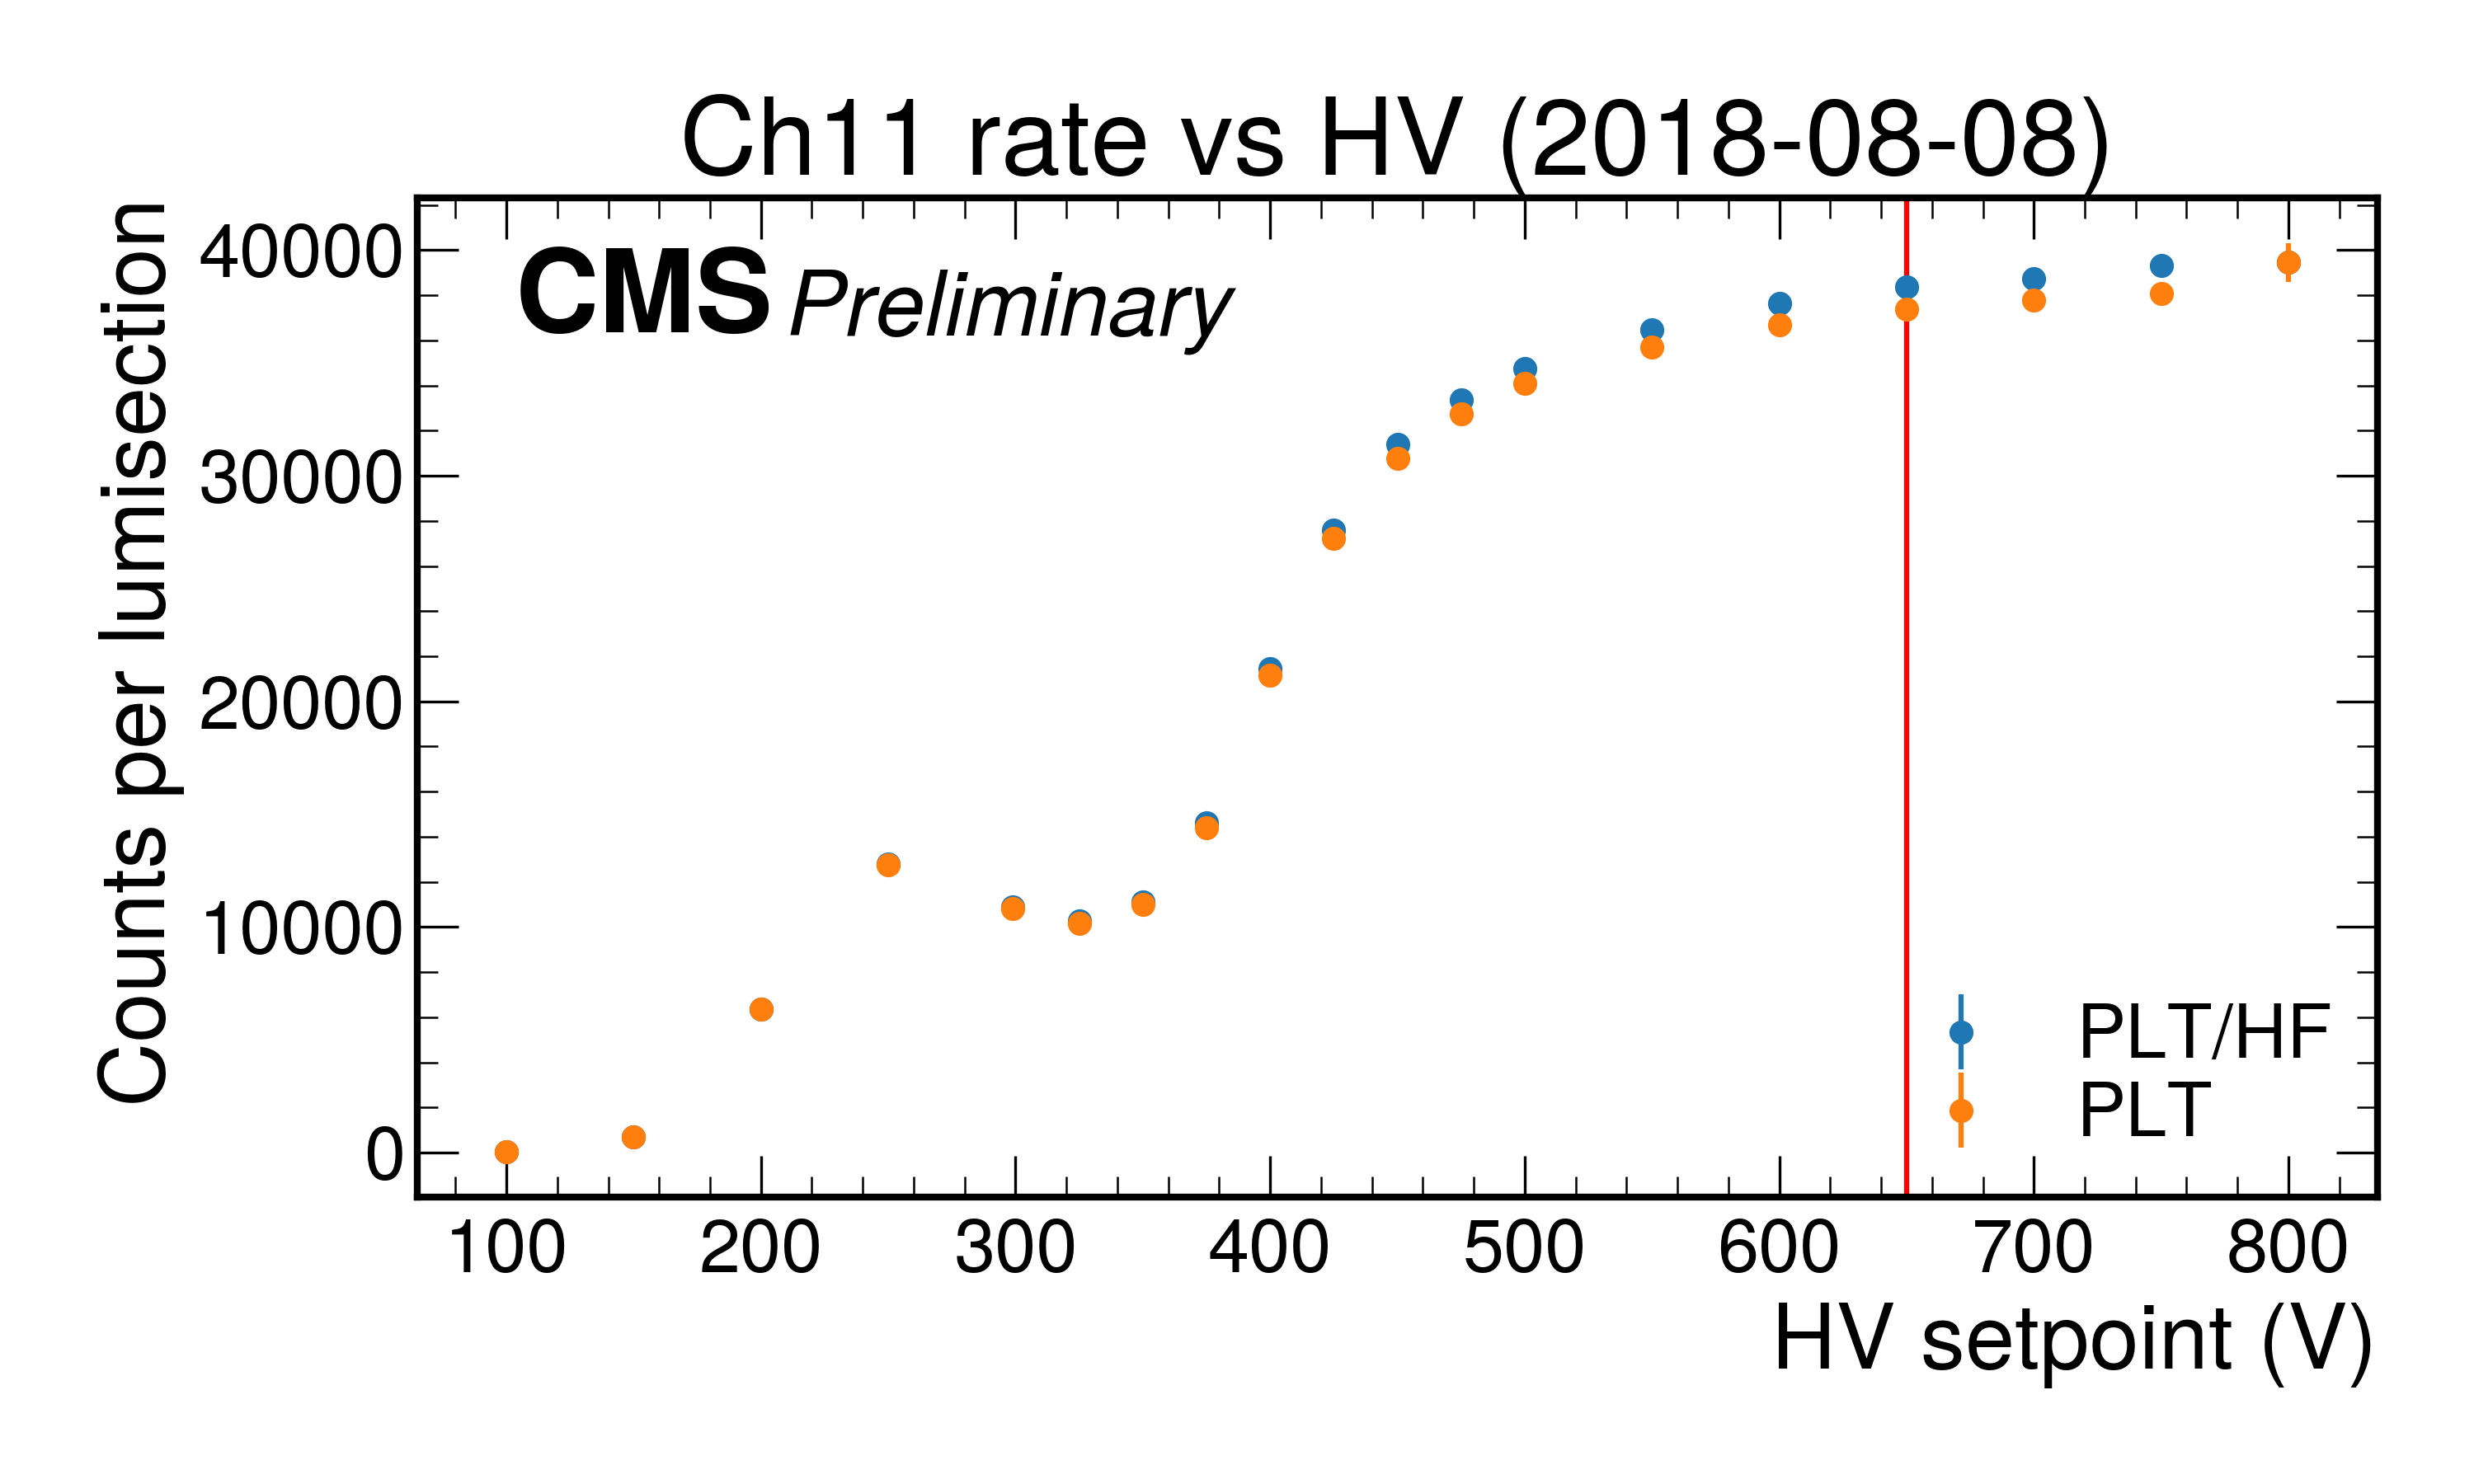 Ch11 rate vs HV (2018-08-08)
CMS Preliminary
Counts per lumisection
40000
30000
20000
10000
0
PLT/HF
PLT
100 200 300 400 500 600 700 800
HV setpoint (V)